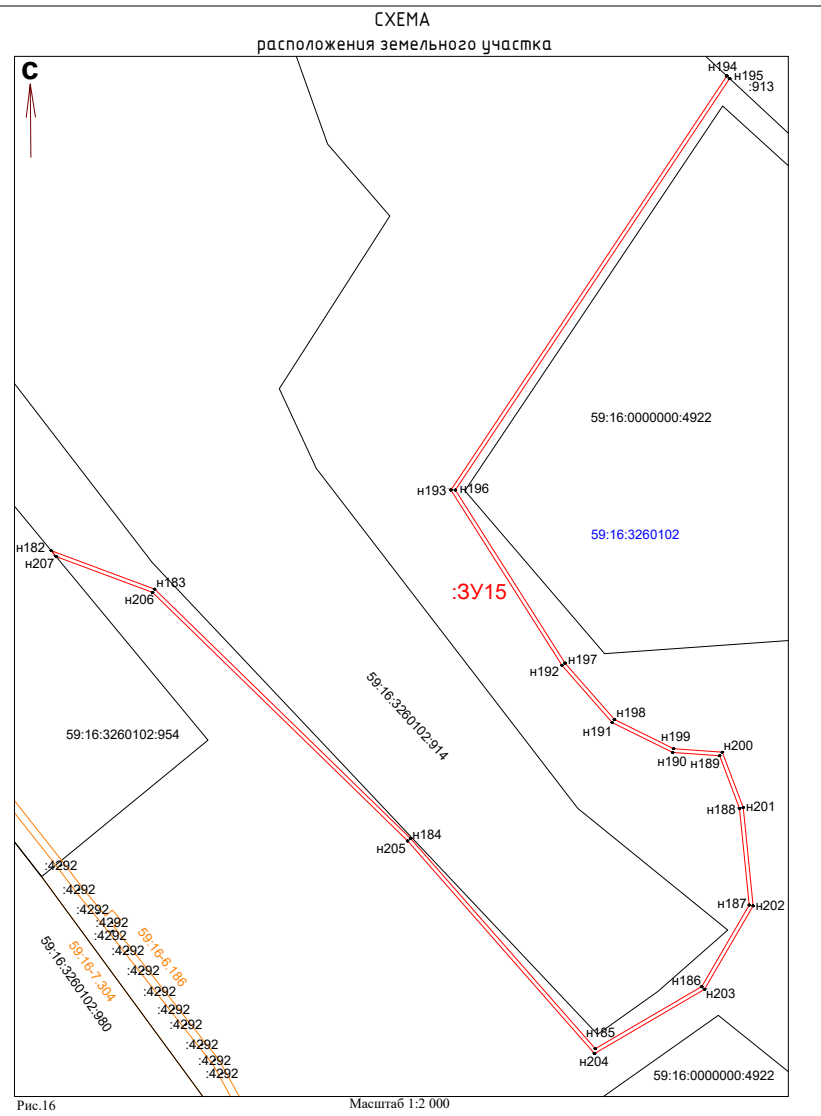 СХЕМА
расположения земельного участка
С
н194
н195
:913
59:16:0000000:4922
н193
н196
59:16:3260102
н182
н207
н183
н206
:ЗУ15
н197
н192
59:16:3260102:914
н198
н191
59:16:3260102:954
н199
н200
н190
н189
н188
н201
н184
н205
:4292
:4292
:4292
:4292
:4292
:4292
:4292
:4292
:4292
:4292
:4292
:4292
:4292
59:16-6.186
59:16-7.304
59:16:3260102:980
н187
н202
н186
н203
н185
н204
59:16:0000000:4922
Рис.16
Масштаб 1:2 000